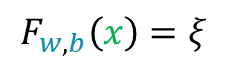 F_{w,b}(x) = ξ